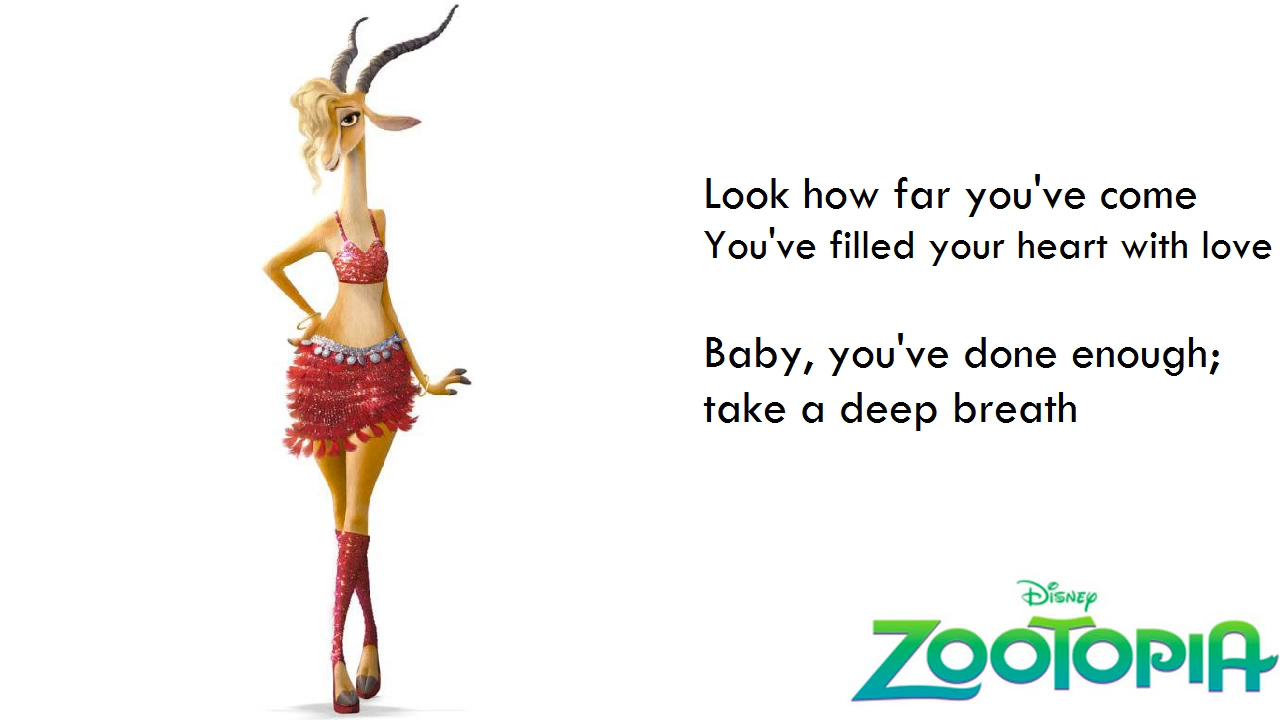 Look how far you've come
You've filled your heart with love
Baby, you've done enough;
take a deep breath
Disney
ZOOTOPIA